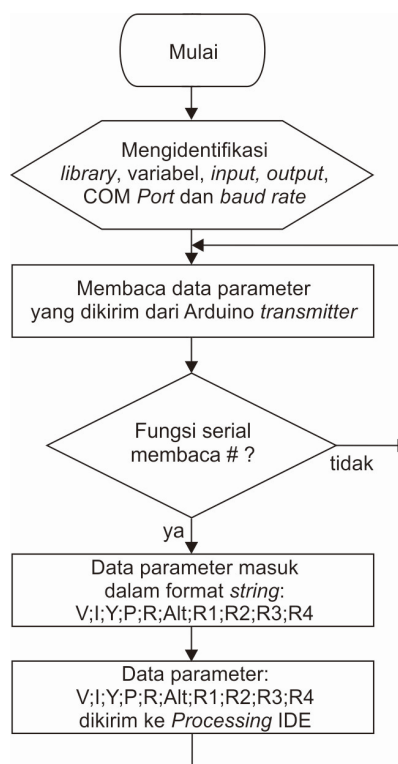 Mulai
Mengidentifikasi
library, variabel, input, output,
COM Port dan baud rate
Membaca data parameter
yang dikirim dari Arduino transmitter
Fungsi serial
membaca # ?
tidak
ya
Data parameter masuk
dalam format string:
V;I;Y;P;R;Alt;R1;R2;R3;R4
Data parameter:
V;I;Y;P;R;Alt;R1;R2;R3;R4
dikirim ke Processing IDE